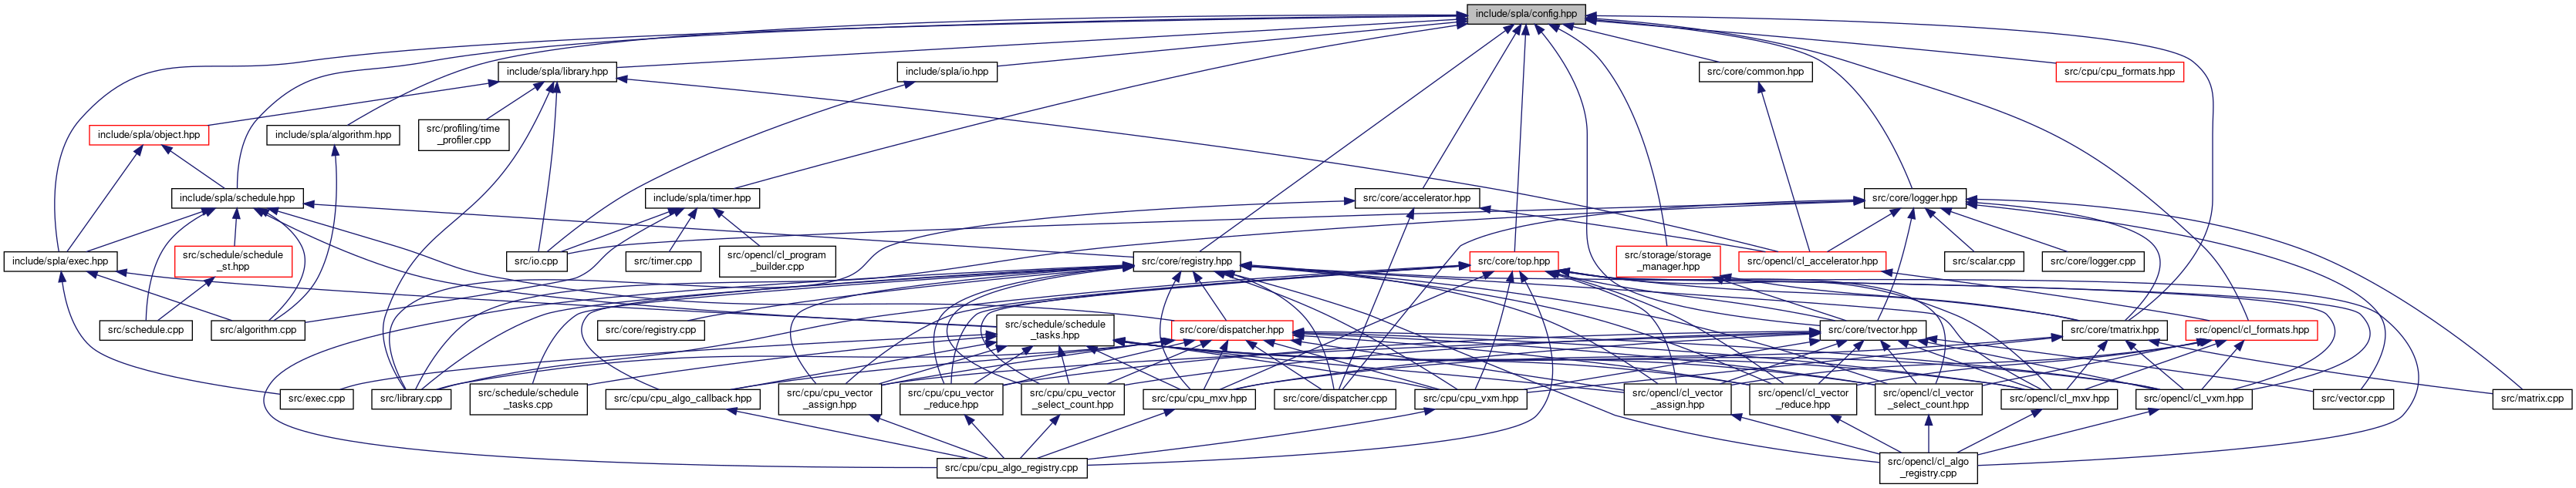 include/spla/config.hpp
include/spla/library.hpp
include/spla/io.hpp
src/core/common.hpp
src/cpu/cpu_formats.hpp
include/spla/object.hpp
include/spla/algorithm.hpp
src/profiling/time
_profiler.cpp
include/spla/schedule.hpp
include/spla/timer.hpp
src/core/accelerator.hpp
src/core/logger.hpp
include/spla/exec.hpp
src/schedule/schedule
_st.hpp
src/io.cpp
src/timer.cpp
src/opencl/cl_program
_builder.cpp
src/core/registry.hpp
src/core/top.hpp
src/storage/storage
_manager.hpp
src/opencl/cl_accelerator.hpp
src/scalar.cpp
src/core/logger.cpp
src/schedule.cpp
src/algorithm.cpp
src/core/registry.cpp
src/schedule/schedule
_tasks.hpp
src/core/dispatcher.hpp
src/core/tvector.hpp
src/core/tmatrix.hpp
src/opencl/cl_formats.hpp
src/exec.cpp
src/library.cpp
src/schedule/schedule
_tasks.cpp
src/cpu/cpu_algo_callback.hpp
src/cpu/cpu_vector
_assign.hpp
src/cpu/cpu_vector
_reduce.hpp
src/cpu/cpu_vector
_select_count.hpp
src/cpu/cpu_mxv.hpp
src/core/dispatcher.cpp
src/cpu/cpu_vxm.hpp
src/opencl/cl_vector
_assign.hpp
src/opencl/cl_vector
_reduce.hpp
src/opencl/cl_vector
_select_count.hpp
src/opencl/cl_mxv.hpp
src/opencl/cl_vxm.hpp
src/vector.cpp
src/matrix.cpp
src/cpu/cpu_algo_registry.cpp
src/opencl/cl_algo
_registry.cpp